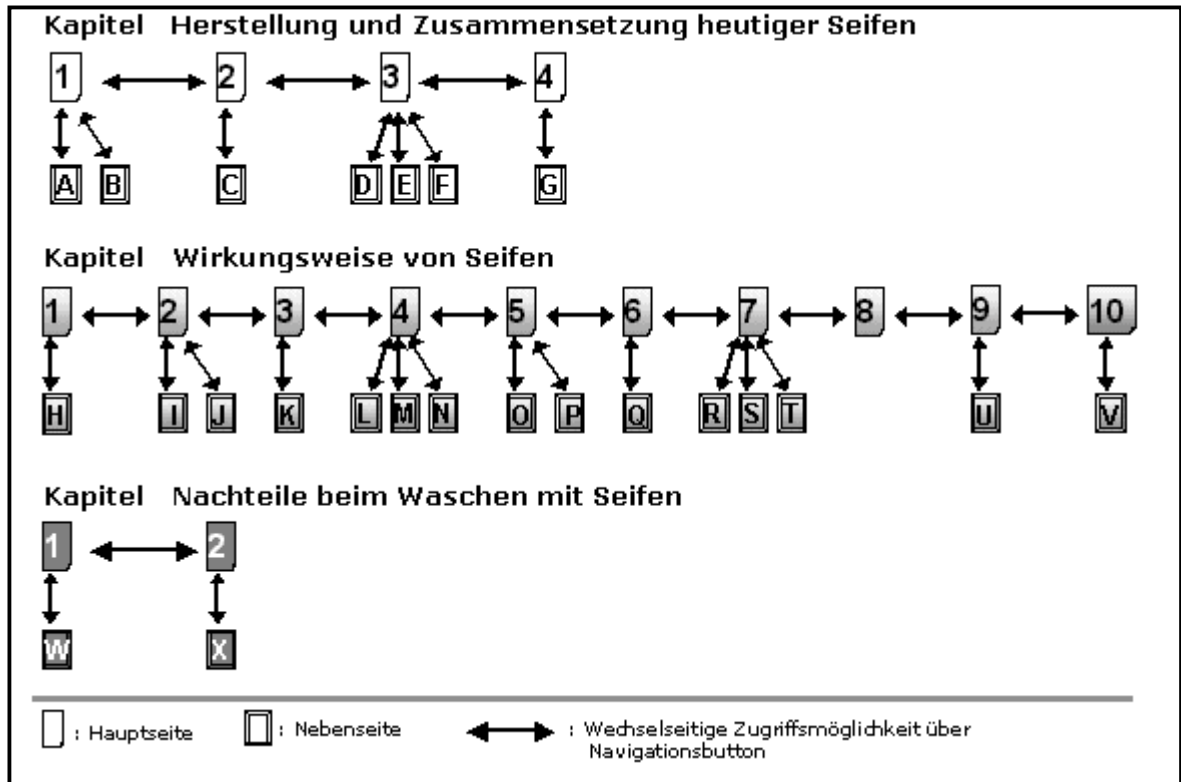 Kapitel Herstellung und Zusammensetzung heutiger Seifen
1 2 3 4
A B C D E F G
Kapitel Wirkungsweise von Seifen
1 2 3 4 5 6 7 8 9 10
H I J K L M N O P Q R S T U V
Kapitel Nachteile beim Waschen mit Seifen
1 2
W X
: Hauptseite : Nebenseite : Wechselseitige Zugriffsmöglichkeit über
Navigationsbutton